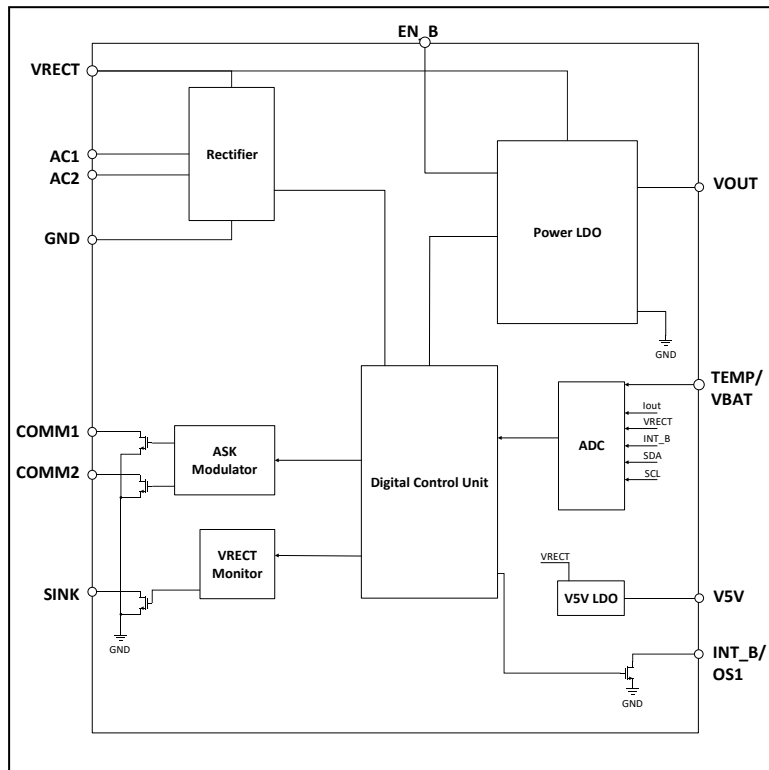 EN_B
VRECT
Rectifier
AC1
AC2
GND
Power LDO
VOUT
GND
TEMP/
VBAT
Iout
VRECT
INT_B
SDA
SCL
ADC
COMM1
COMM2
ASK
Modulator
Digital Control Unit
VRECT
Monitor
SINK
GND
VRECT
V5V LDO
V5V
INT_B/
OS1
GND